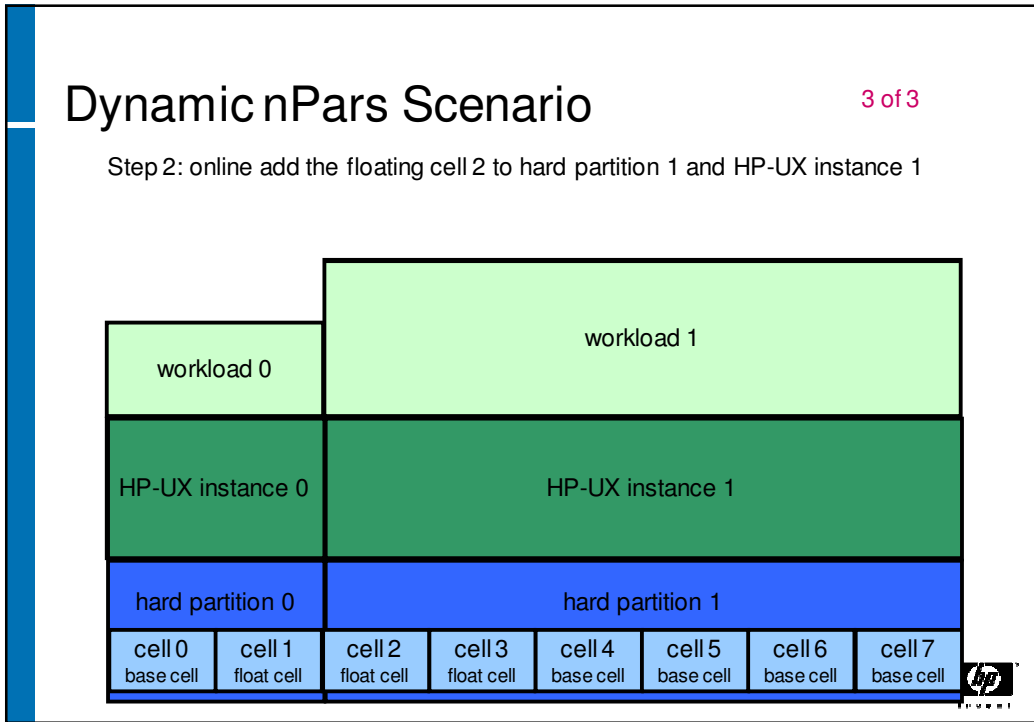 Dynamic nPars Scenario
3 of 3
Step 2: online add the floating cell 2 to hard partition 1 and HP-UX instance 1
workload 0
workload 1
HP-UX instance 0
HP-UX instance 1
hard partition 0
hard partition 1
cell 0
base cell
cell 1
float cell
cell 2
float cell
cell 3
float cell
cell 4
base cell
cell 5
base cell
cell 6
base cell
cell 7
base cell
hp